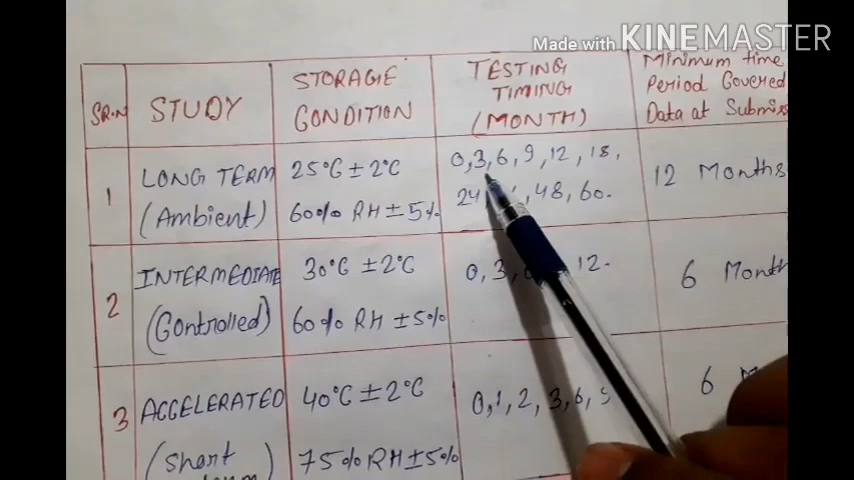 Made with KINEMASTER
SR.N
STUDY
STORAGE
CONDITION
TESTING
TIMING
(MONTH)
Minimum time
Period Covered
Data at Submiss
1
LONG TERM
(Ambient)
25°C ± 2°C
60% RH ± 5%
0,3,6,9,12,18,
24, ,48,60.
12 Months
2
INTERMEDIATE
(Controlled)
30°C ± 2°C
60% RH ± 5%
0,3, 12.
6 Month
3
ACCELERATED
(Short
40°C ± 2°C
75% RH ± 5%
0,1,2,3,6,
6